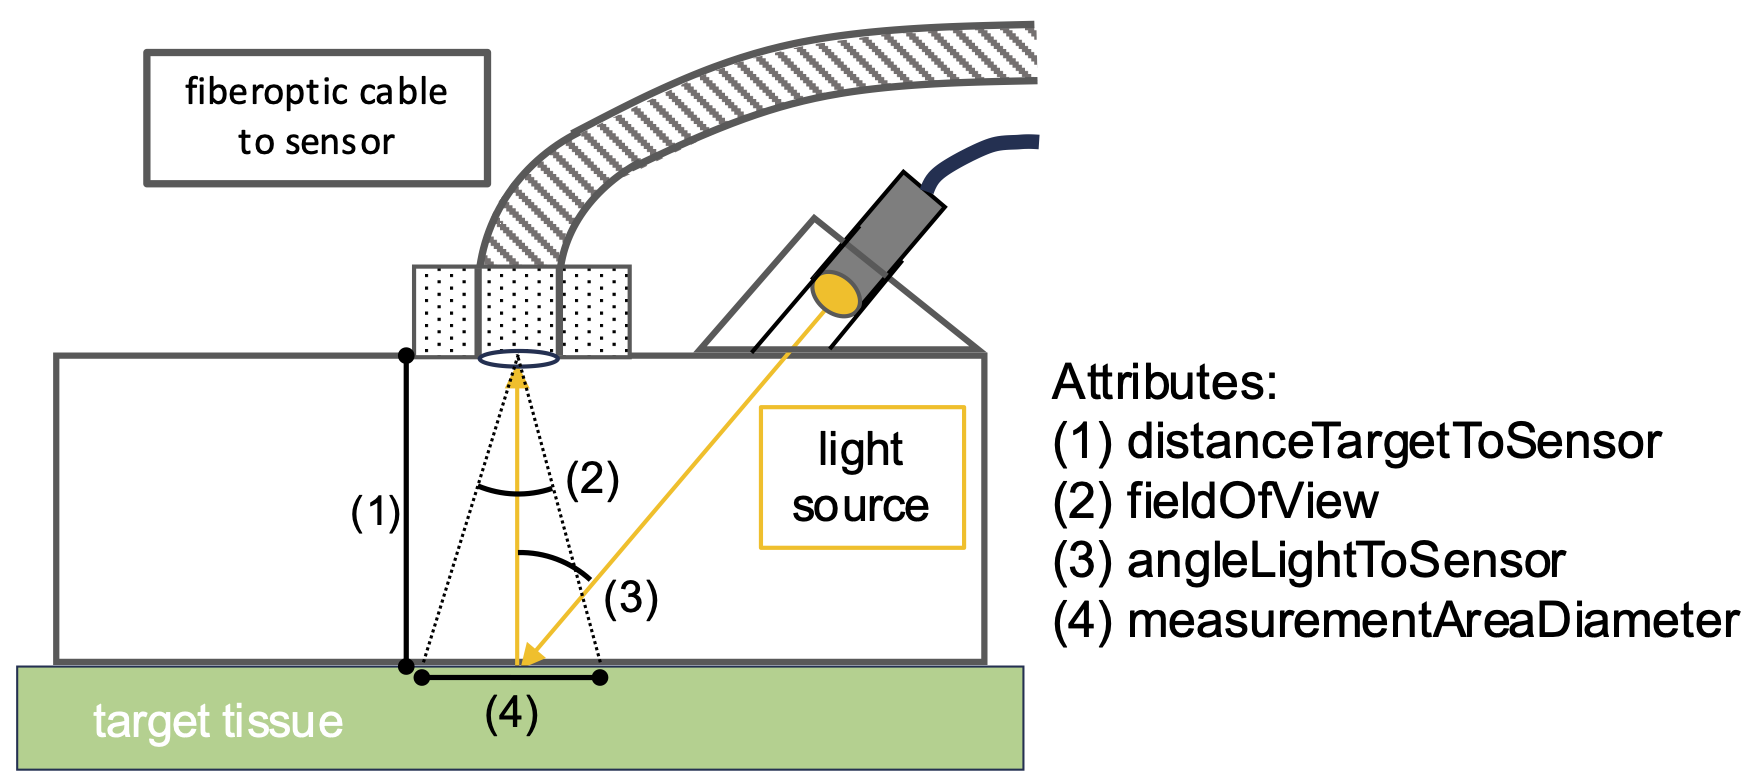 fiberoptic cable
to sensor
(2)
(1)
(3)
(4)
light
source
target tissue
Attributes:
(1) distanceTargetToSensor
(2) fieldOfView
(3) angleLightToSensor
(4) measurementAreaDiameter